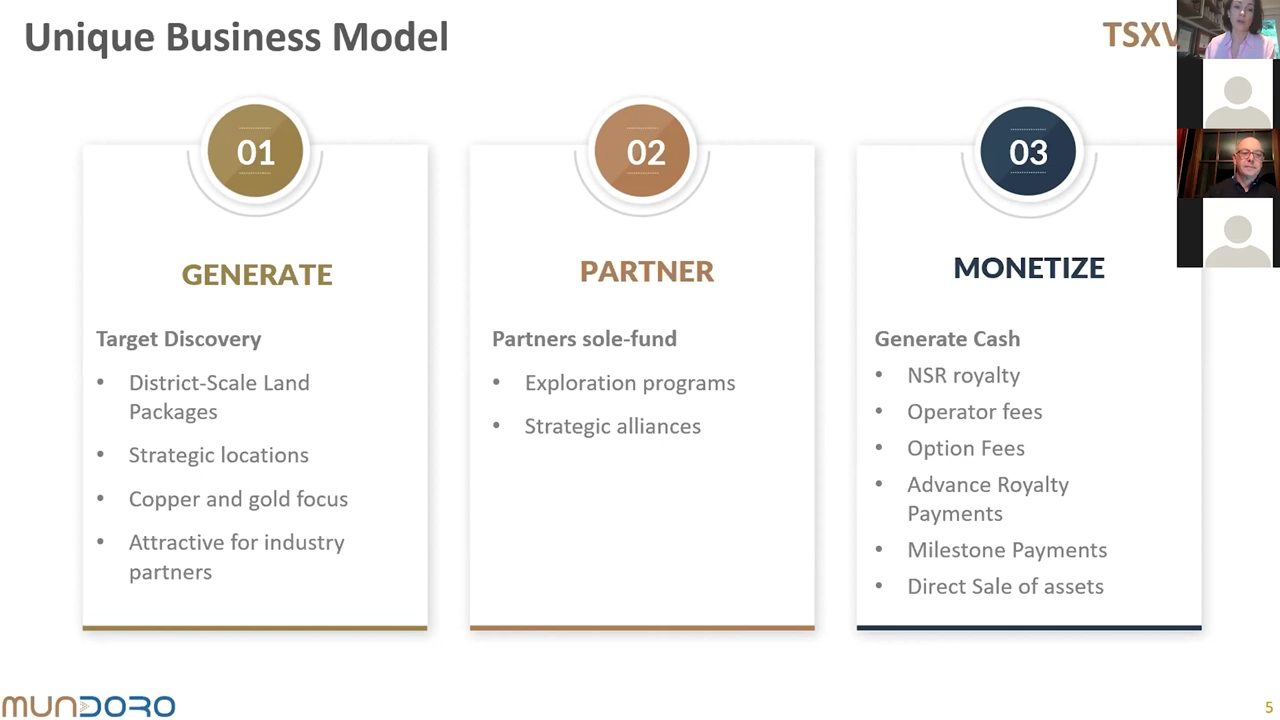 Unique Business Model
TSXV
01
GENERATE
Target Discovery
• District-Scale Land
Packages
• Strategic locations
• Copper and gold focus
• Attractive for industry
partners
02
PARTNER
Partners sole-fund
• Exploration programs
• Strategic alliances
03
MONETIZE
Generate Cash
• NSR royalty
• Operator fees
• Option Fees
• Advance Royalty
Payments
• Milestone Payments
• Direct Sale of assets
MUNDORO
5